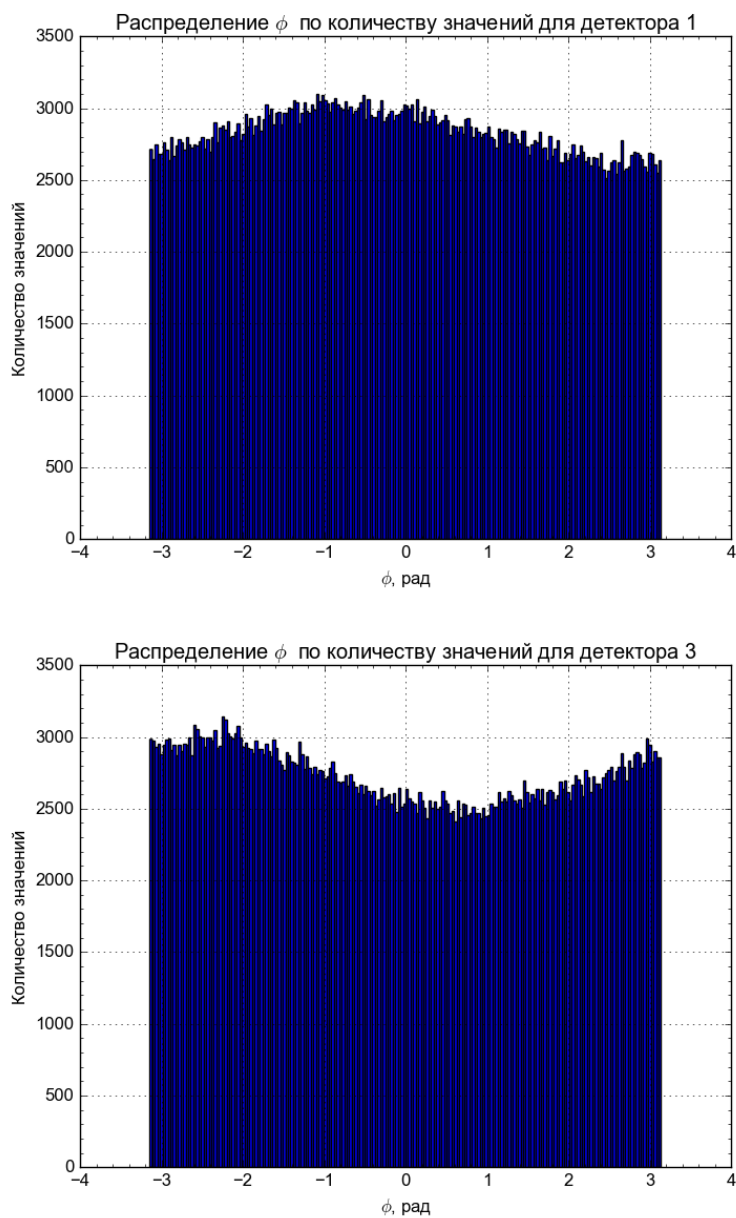 Распределение ϕ по количеству значений для детектора 1
3500
3000
2500
2000
1500
1000
500
0
Количество значений
−4 −3 −2 −1 0 1 2 3 4
ϕ, рад
Распределение ϕ по количеству значений для детектора 3
3500
3000
2500
2000
1500
1000
500
0
Количество значений
−4 −3 −2 −1 0 1 2 3 4
ϕ, рад